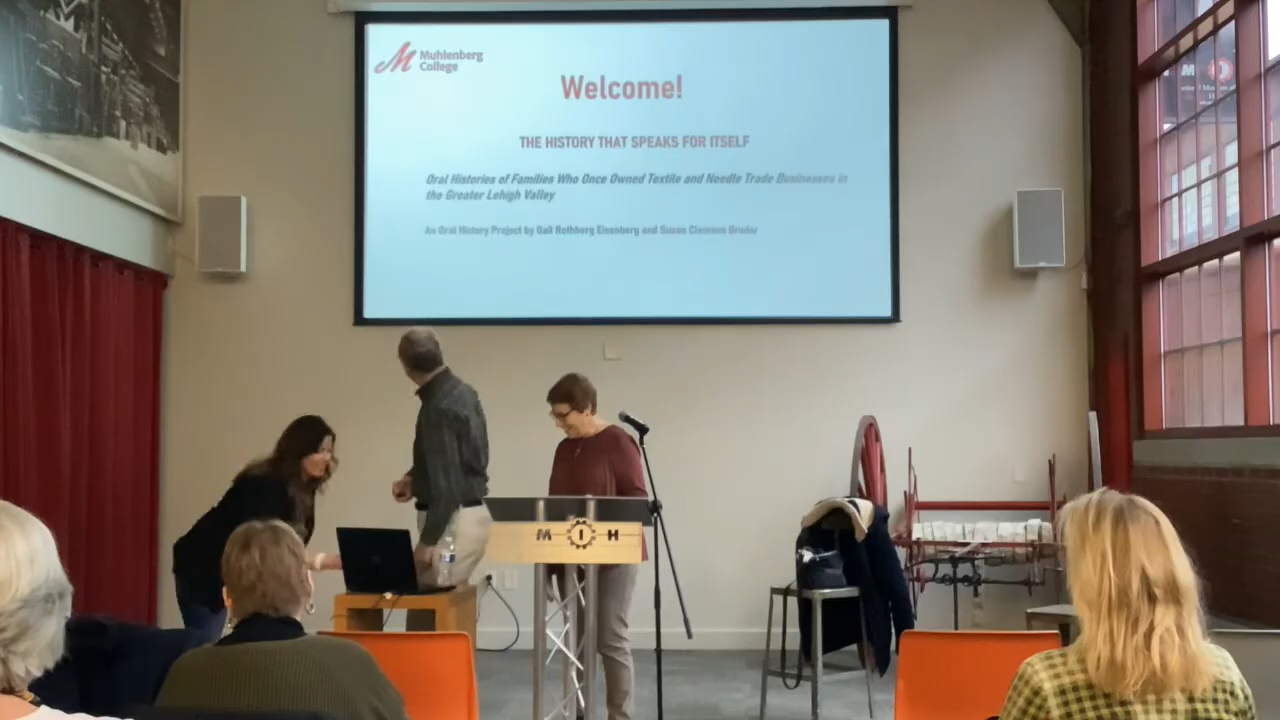 Muhlenberg
College
Welcome!
THE HISTORY THAT SPEAKS FOR ITSELF
Oral Histories of Families Who Once Owned Textile and Needle Trade Businesses in
the Greater Lehigh Valley
An Oral History Project by Gail Rothberg Eisenberg and Susan Clemens Bruder
M I H